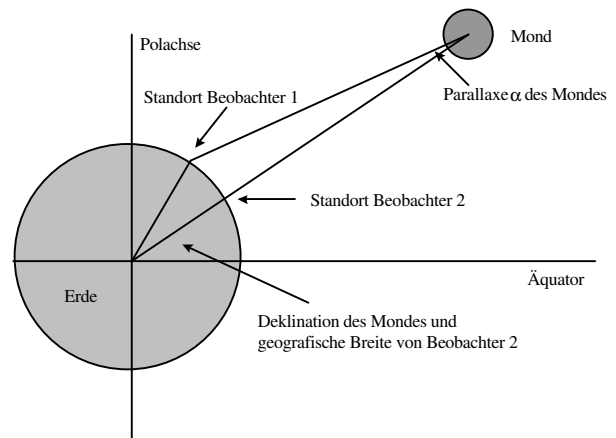 Polachse
Mond
Parallaxe α des Mondes
Standort Beobachter 1
Standort Beobachter 2
Äquator
Erde
Deklination des Mondes und
geografische Breite von Beobachter 2